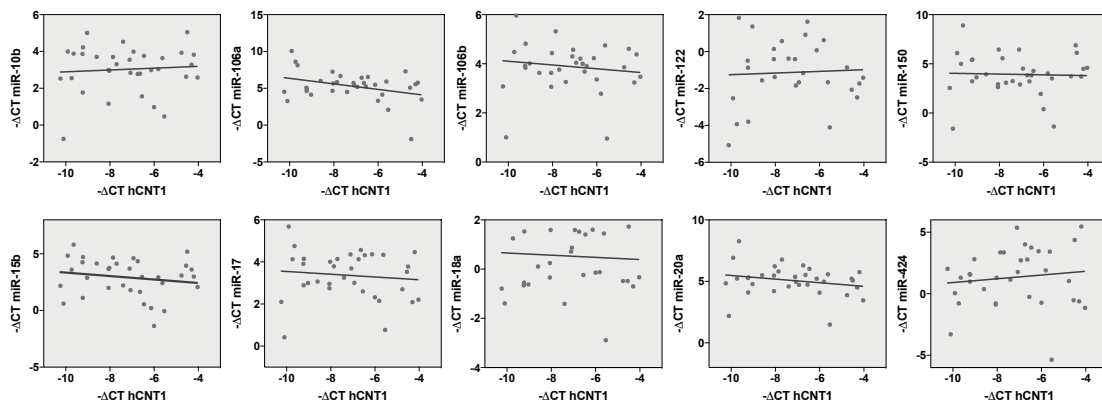 -ΔCT miR-10b
6
4
2
0
-2
-10 -8 -6 -4
-ΔCT hCNT1
-ΔCT miR-106a
15
10
5
0
-5
-10 -8 -6 -4
-ΔCT hCNT1
-ΔCT miR-106b
6
4
2
0
-10 -8 -6 -4
-ΔCT hCNT1
-ΔCT miR-122
2
0
-2
-4
-6
-10 -8 -6 -4
-ΔCT hCNT1
-ΔCT miR-150
10
5
0
-5
-10 -8 -6 -4
-ΔCT hCNT1
-ΔCT miR-15b
5
0
-5
-10 -8 -6 -4
-ΔCT hCNT1
-ΔCT miR-17
6
4
2
0
-10 -8 -6 -4
-ΔCT hCNT1
-ΔCT miR-18a
2
0
-2
-4
-10 -8 -6 -4
-ΔCT hCNT1
-ΔCT miR-20a
10
5
0
-10 -8 -6 -4
-ΔCT hCNT1
-ΔCT miR-424
5
0
-5
-10 -8 -6 -4
-ΔCT hCNT1